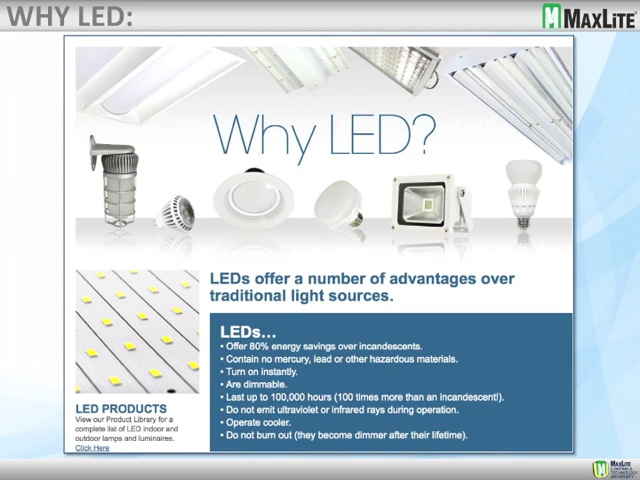 WHY LED:
MAXLITE
Why LED?
LEDs offer a number of advantages over
traditional light sources.
LEDs...
• Offer 80% energy savings over incandescents.
• Contain no mercury, lead or other hazardous materials.
• Turn on instantly.
• Are dimmable.
• Last up to 100,000 hours (100 times more than an incandescent!).
• Do not emit ultraviolet or infrared rays during operation.
• Operate cooler.
• Do not burn out (they become dimmer after their lifetime).
LED PRODUCTS
View our Product Library for a
complete list of LED indoor and
outdoor lamps and luminaires.
Click Here
MAXLITE
LIGHTING &
TECHNOLOGY
UNIVERSITY